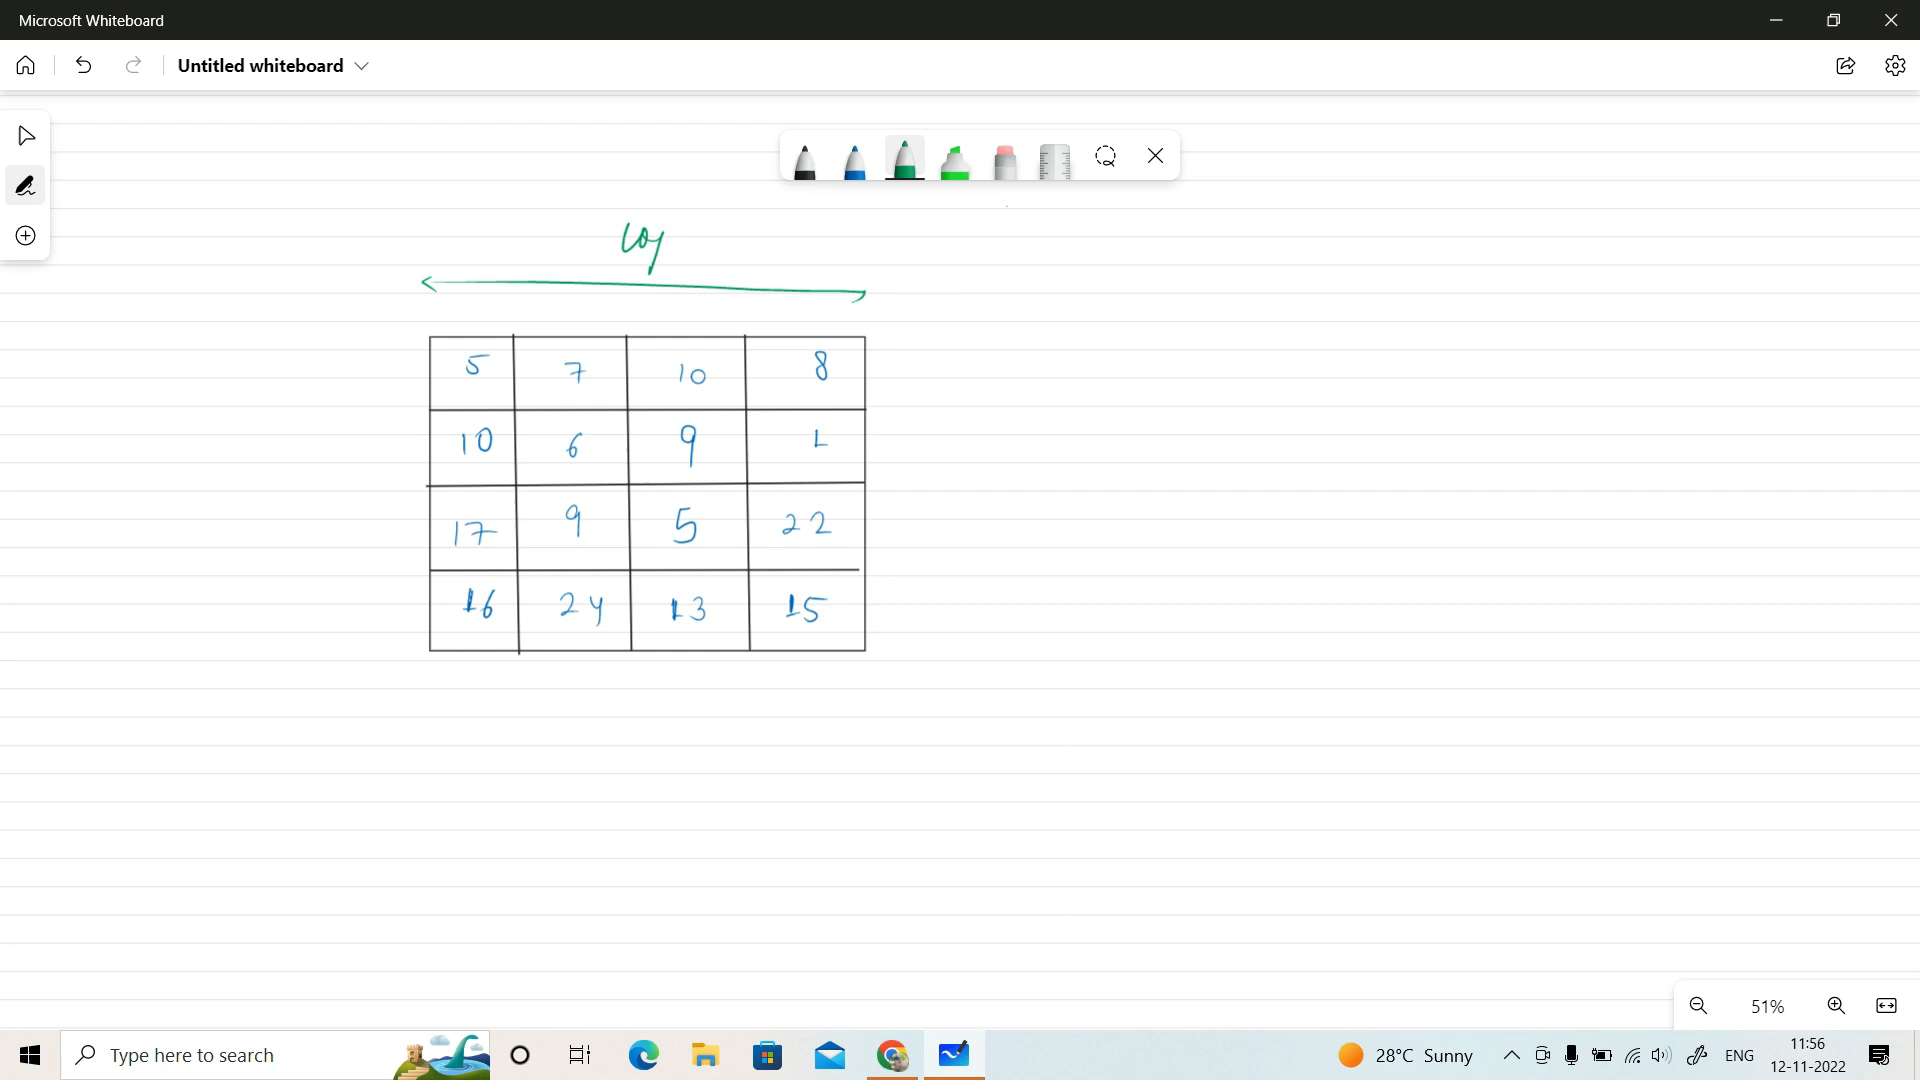 Microsoft Whiteboard
Untitled whiteboard
5 7 10 8
10 6 9 1
17 9 5 22
16 24 13 15
51%
Type here to search
28°C Sunny
ENG
11:56
12-11-2022